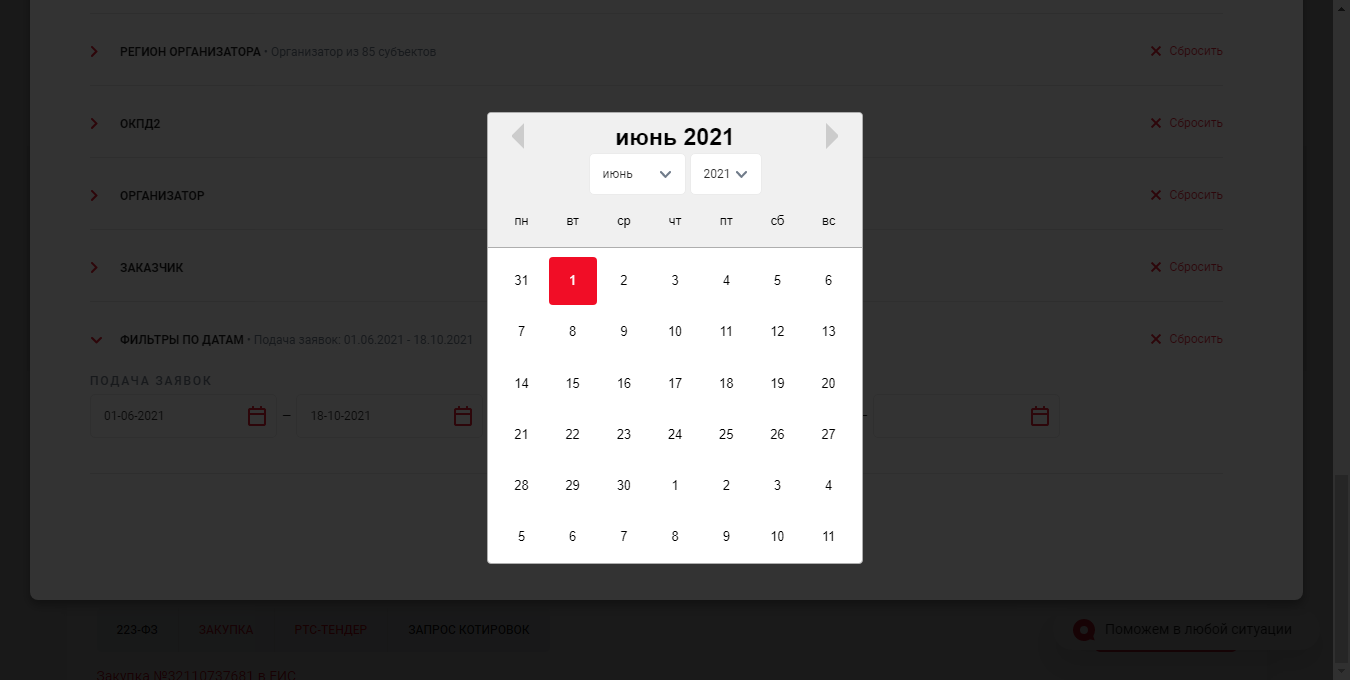 РЕГИОН ОРГАНИЗАТОРА • Организатор из 85 субъектов
Сбросить
ОКПД2
Сбросить
ОРГАНИЗАТОР
Сбросить
ЗАКАЗЧИК
Сбросить
ФИЛЬТРЫ ПО ДАТАМ • Подача заявок: 01.06.2021 - 18.10.2021
Сбросить
ПОДАЧА ЗАЯВОК
01-06-2021 – 18-10-2021
–
июнь 2021
июнь 2021
пн вт ср чт пт сб вс
31 1 2 3 4 5 6
7 8 9 10 11 12 13
14 15 16 17 18 19 20
21 22 23 24 25 26 27
28 29 30 1 2 3 4
5 6 7 8 9 10 11
223-ФЗ ЗАКУПКА РТС-ТЕНДЕР ЗАПРОС КОТИРОВОК
Поможем в любой ситуации
Закупка №32110737681 в ЕИС